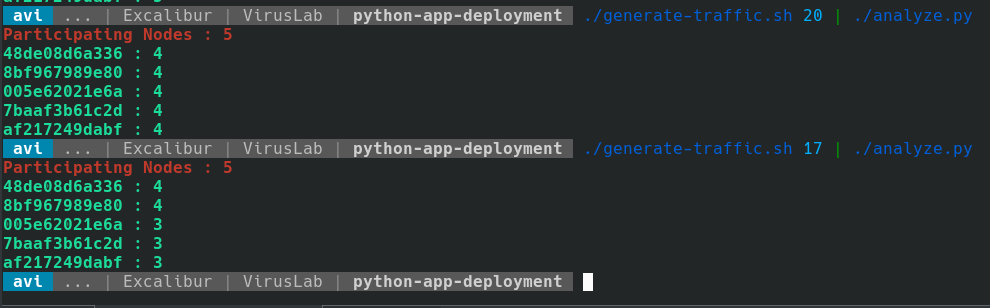 avi ... | Excalibur | VirusLab | python-app-deployment ./generate-traffic.sh 20 | ./analyze.py
Participating Nodes : 5
48de08d6a336 : 4
8bf967989e80 : 4
005e62021e6a : 4
7baaf3b61c2d : 4
af217249dabf : 4
avi ... | Excalibur | VirusLab | python-app-deployment ./generate-traffic.sh 17 | ./analyze.py
Participating Nodes : 5
48de08d6a336 : 4
8bf967989e80 : 4
005e62021e6a : 3
7baaf3b61c2d : 3
af217249dabf : 3
avi ... | Excalibur | VirusLab | python-app-deployment